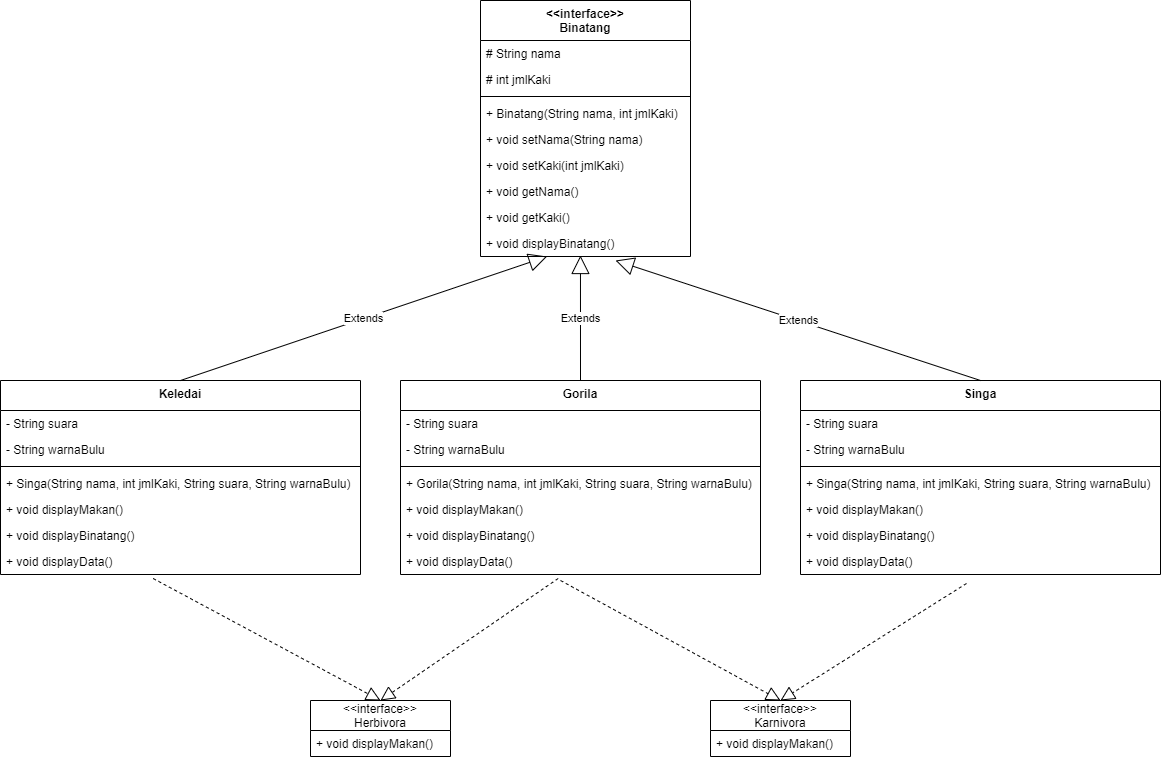 <<interface>>
Binatang
# String nama
# int jmlKaki
+ Binatang(String nama, int jmlKaki)
+ void setNama(String nama)
+ void setKaki(int jmlKaki)
+ void getNama()
+ void getKaki()
+ void displayBinatang()
Extends
Extends
Extends
Keledai
- String suara
- String warnaBulu
+ Singa(String nama, int jmlKaki, String suara, String warnaBulu)
+ void displayMakan()
+ void displayBinatang()
+ void displayData()
Gorila
- String suara
- String warnaBulu
+ Gorila(String nama, int jmlKaki, String suara, String warnaBulu)
+ void displayMakan()
+ void displayBinatang()
+ void displayData()
Singa
- String suara
- String warnaBulu
+ Singa(String nama, int jmlKaki, String suara, String warnaBulu)
+ void displayMakan()
+ void displayBinatang()
+ void displayData()
<<interface>>
Herbivora
+ void displayMakan()
<<interface>>
Karnivora
+ void displayMakan()